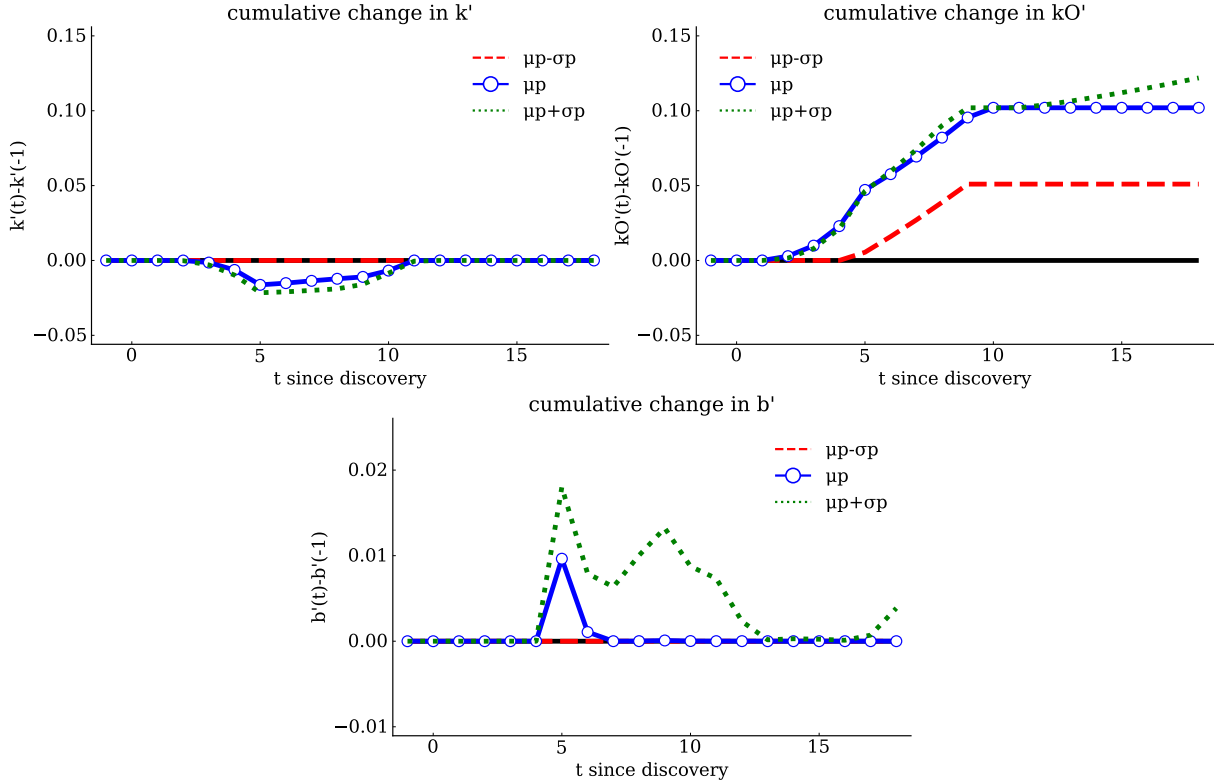 cumulative change in k'
0.15
0.10
0.05
0.00
−0.05
k'(t)-k'(-1)
μp-σp
μp
μp+σp
0
5
10
15
t since discovery
cumulative change in kO'
0.15
0.10
0.05
0.00
−0.05
kO'(t)-kO'(-1)
μp-σp
μp
μp+σp
0
5
10
15
t since discovery
cumulative change in b'
0.02
0.01
0.00
−0.01
b'(t)-b'(-1)
μp-σp
μp
μp+σp
0
5
10
15
t since discovery